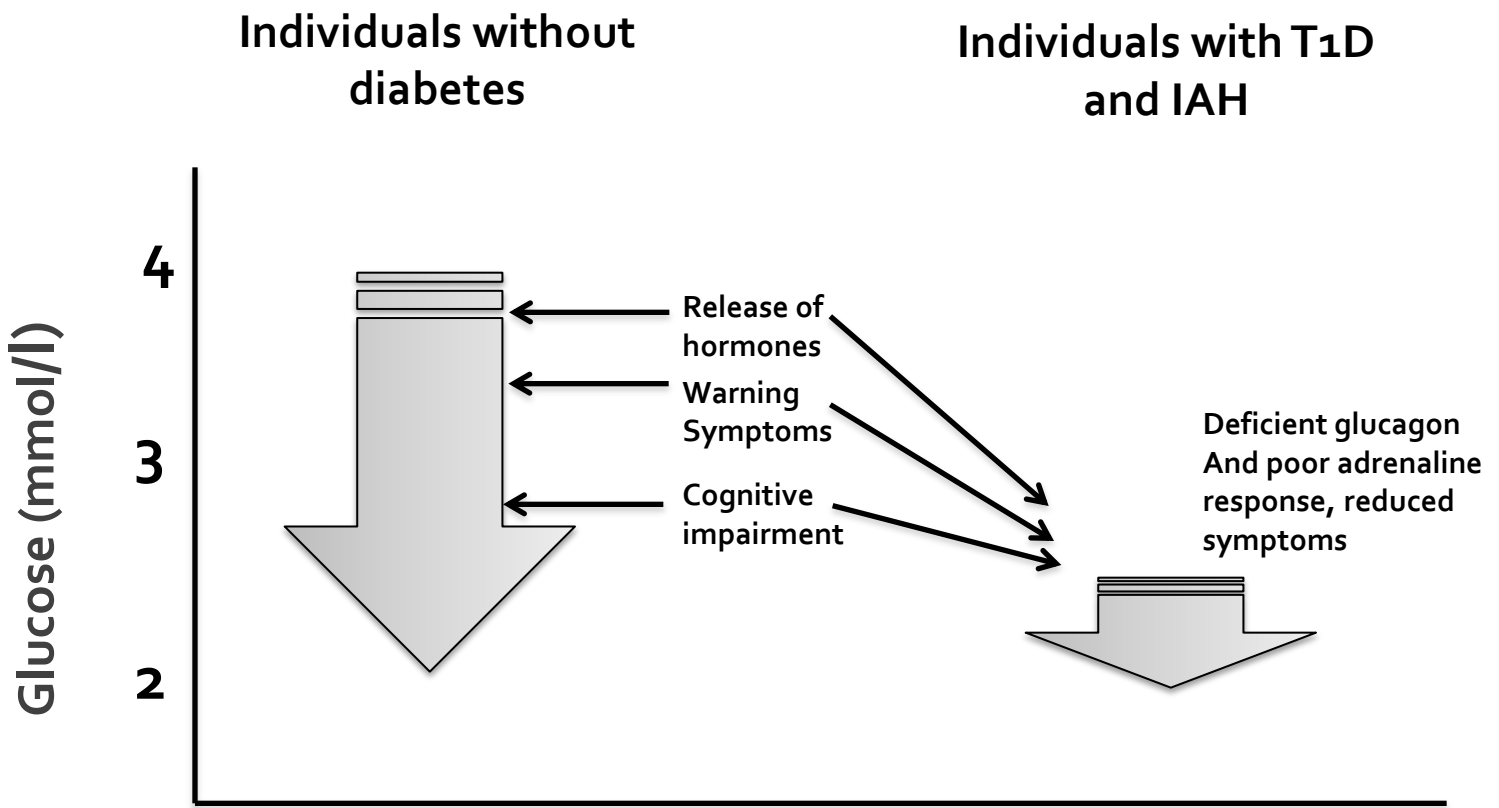 Individuals without
diabetes
Individuals with T1D
and IAH
Glucose (mmol/l)
4
3
2
Release of
hormones
Warning
Symptoms
Cognitive
impairment
Deficient glucagon
And poor adrenaline
response, reduced
symptoms